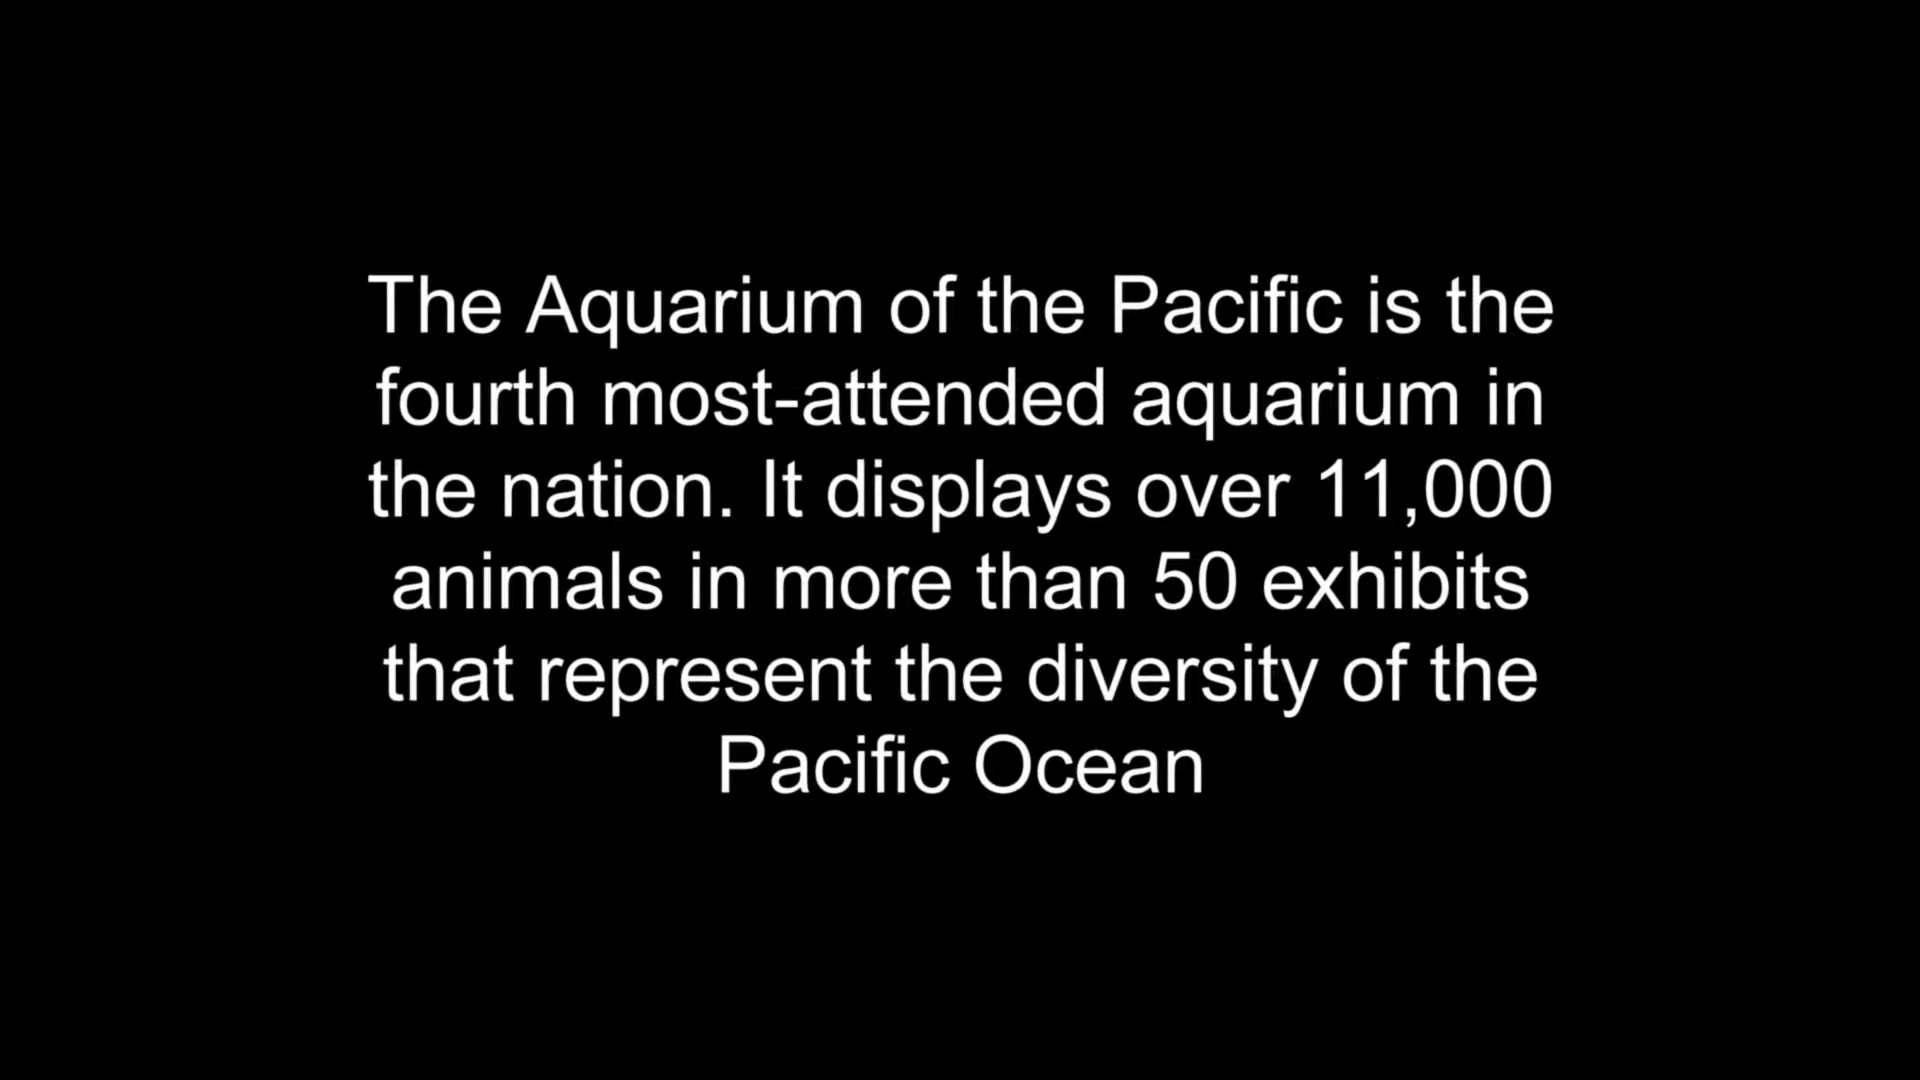 The Aquarium of the Pacific is the
fourth most-attended aquarium in
the nation. It displays over 11,000
animals in more than 50 exhibits
that represent the diversity of the
Pacific Ocean